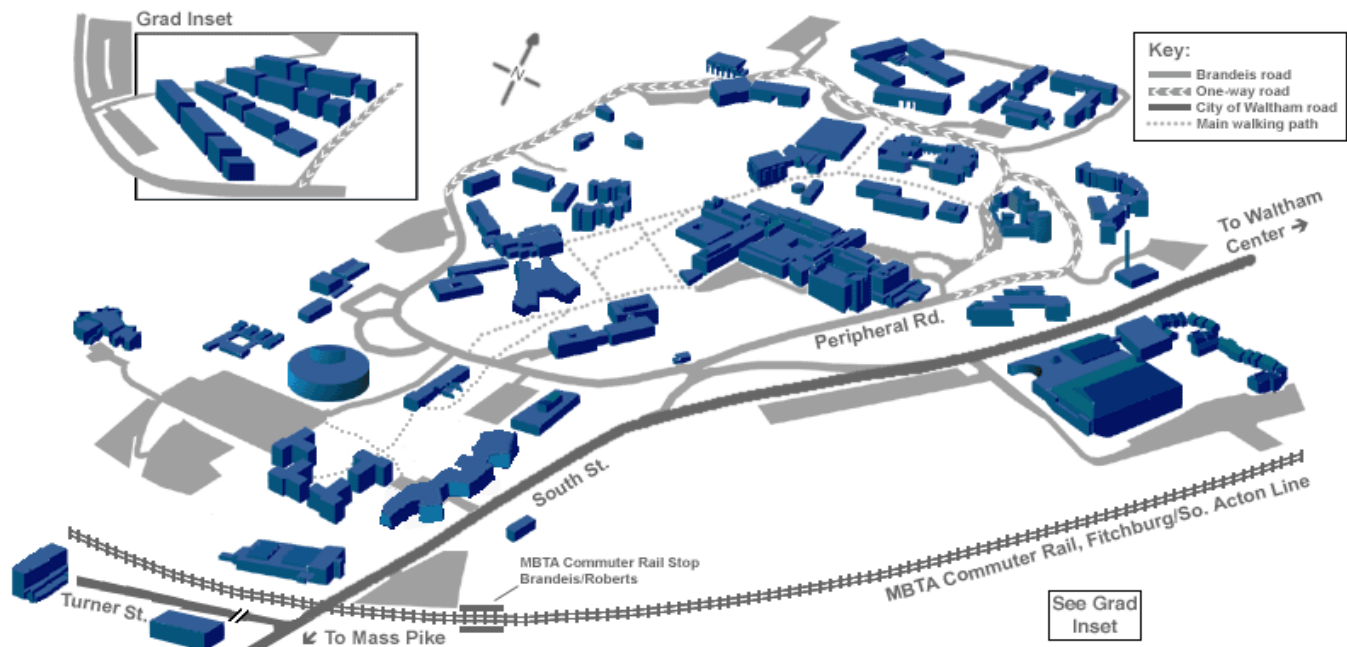 Grad Inset
N
Key:
Brandeis road
One-way road
City of Waltham road
Main walking path
To Waltham
Center →
Peripheral Rd.
South St.
MBTA Commuter Rail, Fitchburg/So. Acton Line
MBTA Commuter Rail Stop
Brandeis/Roberts
Turner St.
↙ To Mass Pike
See Grad
Inset